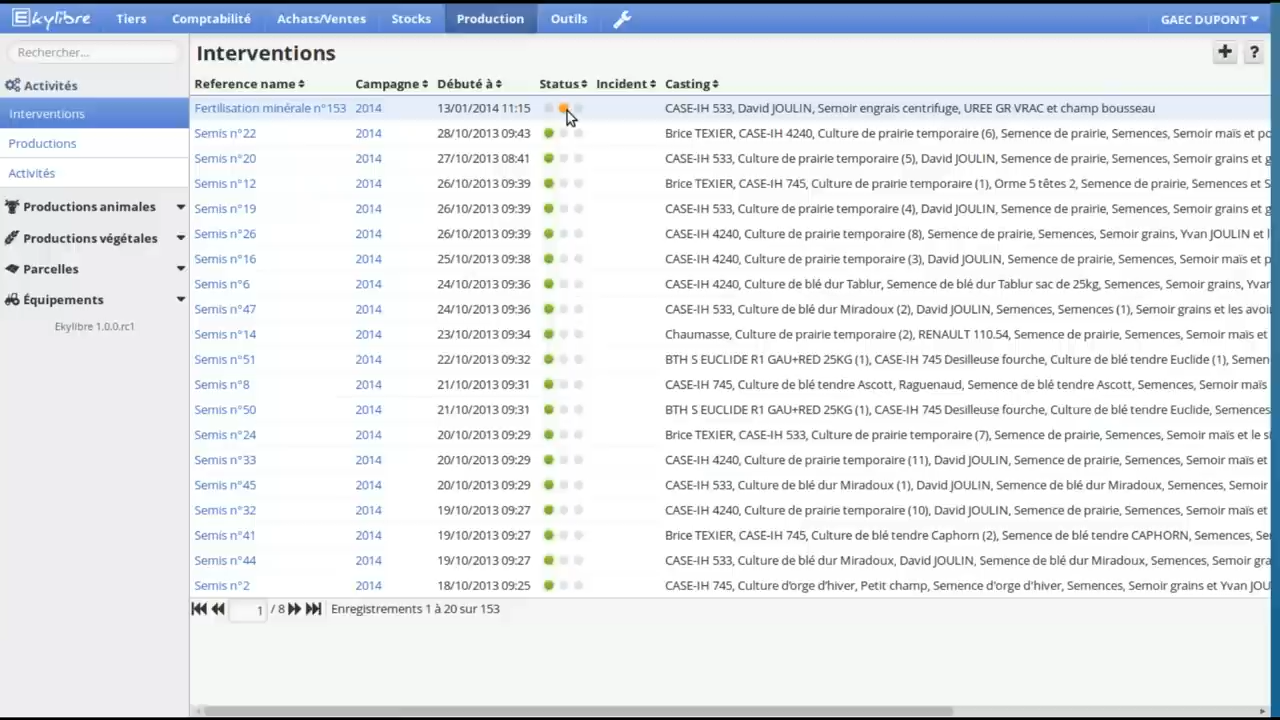 Ekylibre Tiers Comptabilité Achats/Ventes Stocks Production Outils GAEC DUPONT
Rechercher...
Activités
Interventions
Productions
Activités
Productions animales
Productions végétales
Parcelles
Équipements
Ekylibre 1.0.0.rc1
Interventions
Reference name Campagne Débuté à Status Incident Casting
Fertilisation minérale n°153 2014 13/01/2014 11:15 CASE-IH 533, David JOULIN, Semoir engrais centrifuge, UREE GR VRAC et champ bousseau
Semis n°22 2014 28/10/2013 09:43 Brice TEXIER, CASE-IH 4240, Culture de prairie temporaire (6), Semence de prairie, Semences, Semoir maïs et po
Semis n°20 2014 27/10/2013 08:41 CASE-IH 533, Culture de prairie temporaire (5), David JOULIN, Semence de prairie, Semences, Semoir grains et g
Semis n°12 2014 26/10/2013 09:39 Brice TEXIER, CASE-IH 745, Culture de prairie temporaire (1), Orme 5 têtes 2, Semence de prairie, Semences et S
Semis n°19 2014 26/10/2013 09:39 CASE-IH 533, Culture de prairie temporaire (4), David JOULIN, Semence de prairie, Semences, Semoir grains et g
Semis n°26 2014 26/10/2013 09:39 CASE-IH 4240, Culture de prairie temporaire (8), Semence de prairie, Semences, Semoir grains, Yvan JOULIN et l
Semis n°16 2014 25/10/2013 09:38 CASE-IH 4240, Culture de prairie temporaire (3), David JOULIN, Semence de prairie, Semences, Semoir maïs et p
Semis n°6 2014 24/10/2013 09:36 CASE-IH 4240, Culture de blé dur Tablur, Semence de blé dur Tablur sac de 25kg, Semences, Semoir grains, Yvan
Semis n°47 2014 24/10/2013 09:36 CASE-IH 533, Culture de blé dur Miradoux (2), David JOULIN, Semences, Semences (1), Semoir grains et les avoi
Semis n°14 2014 23/10/2013 09:34 Chaumasse, Culture de prairie temporaire (2), RENAULT 110.54, Semence de prairie, Semences, Semoir maïs et
Semis n°51 2014 22/10/2013 09:32 BTH S EUCLIDE R1 GAU+RED 25KG (1), CASE-IH 745 Desilleuse fourche, Culture de blé tendre Euclide (1), Semen
Semis n°8 2014 21/10/2013 09:31 CASE-IH 745, Culture de blé tendre Ascott, Raguenaud, Semence de blé tendre Ascott, Semences, Semoir maïs
Semis n°50 2014 21/10/2013 09:31 BTH S EUCLIDE R1 GAU+RED 25KG (1), CASE-IH 745 Desilleuse fourche, Culture de blé tendre Euclide, Semences
Semis n°24 2014 20/10/2013 09:29 Brice TEXIER, CASE-IH 533, Culture de prairie temporaire (7), Semence de prairie, Semences, Semoir maïs et le si
Semis n°33 2014 20/10/2013 09:29 CASE-IH 4240, Culture de prairie temporaire (11), David JOULIN, Semence de prairie, Semences, Semoir maïs et
Semis n°45 2014 20/10/2013 09:29 CASE-IH 533, Culture de blé dur Miradoux (1), David JOULIN, Semence de blé dur Miradoux, Semences, Semoir
Semis n°32 2014 19/10/2013 09:27 CASE-IH 4240, Culture de prairie temporaire (10), David JOULIN, Semence de prairie, Semences, Semoir maïs et
Semis n°41 2014 19/10/2013 09:27 Brice TEXIER, CASE-IH 745, Culture de blé tendre Caphorn (2), Semence de blé tendre CAPHORN, Semences, Se
Semis n°44 2014 19/10/2013 09:27 CASE-IH 533, Culture de blé dur Miradoux, David JOULIN, Semence de blé dur Miradoux, Semences, Semoir gra
Semis n°2 2014 18/10/2013 09:25 CASE-IH 745, Culture d'orge d'hiver, Petit champ, Semence d'orge d'hiver, Semences, Semoir grains et Yvan JOU
1 / 8 Enregistrements 1 à 20 sur 153